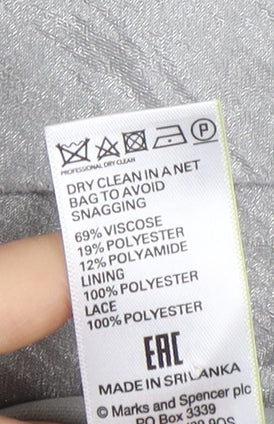 P
PROFESSIONAL DRY CLEAN
DRY CLEAN IN A NET
BAG TO AVOID
SNAGGING
69% VISCOSE
19% POLYESTER
12% POLYAMIDE
LINING
100% POLYESTER
LACE
100% POLYESTER
EAC
MADE IN SRI LANKA
© Marks and Spencer plc
PO Box 3339